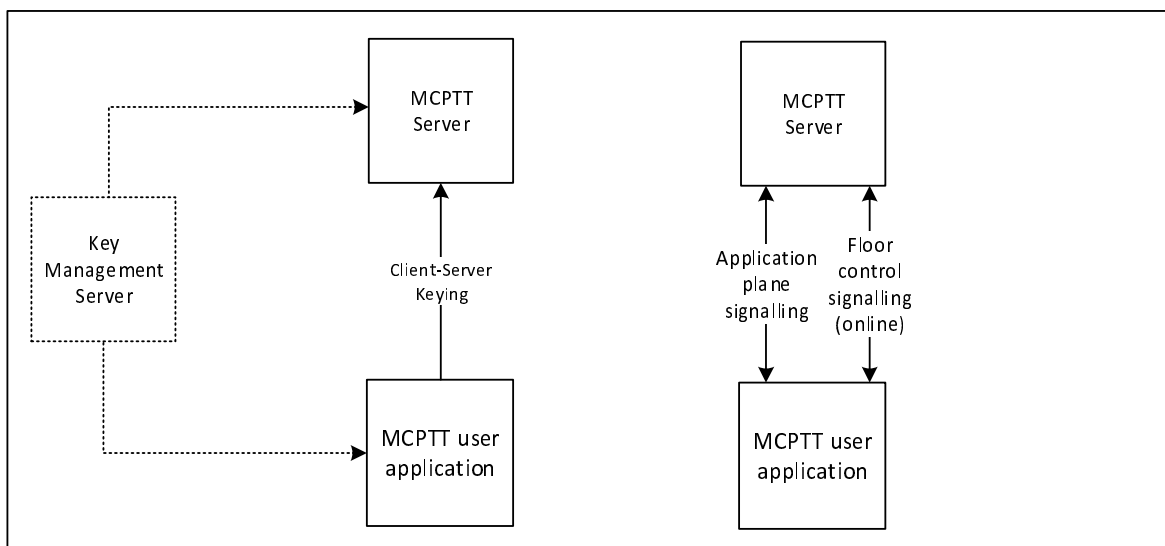 MCPTT
Server
Key
Management
Server
Client-Server
Keying
MCPTT user
application
MCPTT
Server
Application
plane
signalling
Floor
control
signalling
(online)
MCPTT user
application